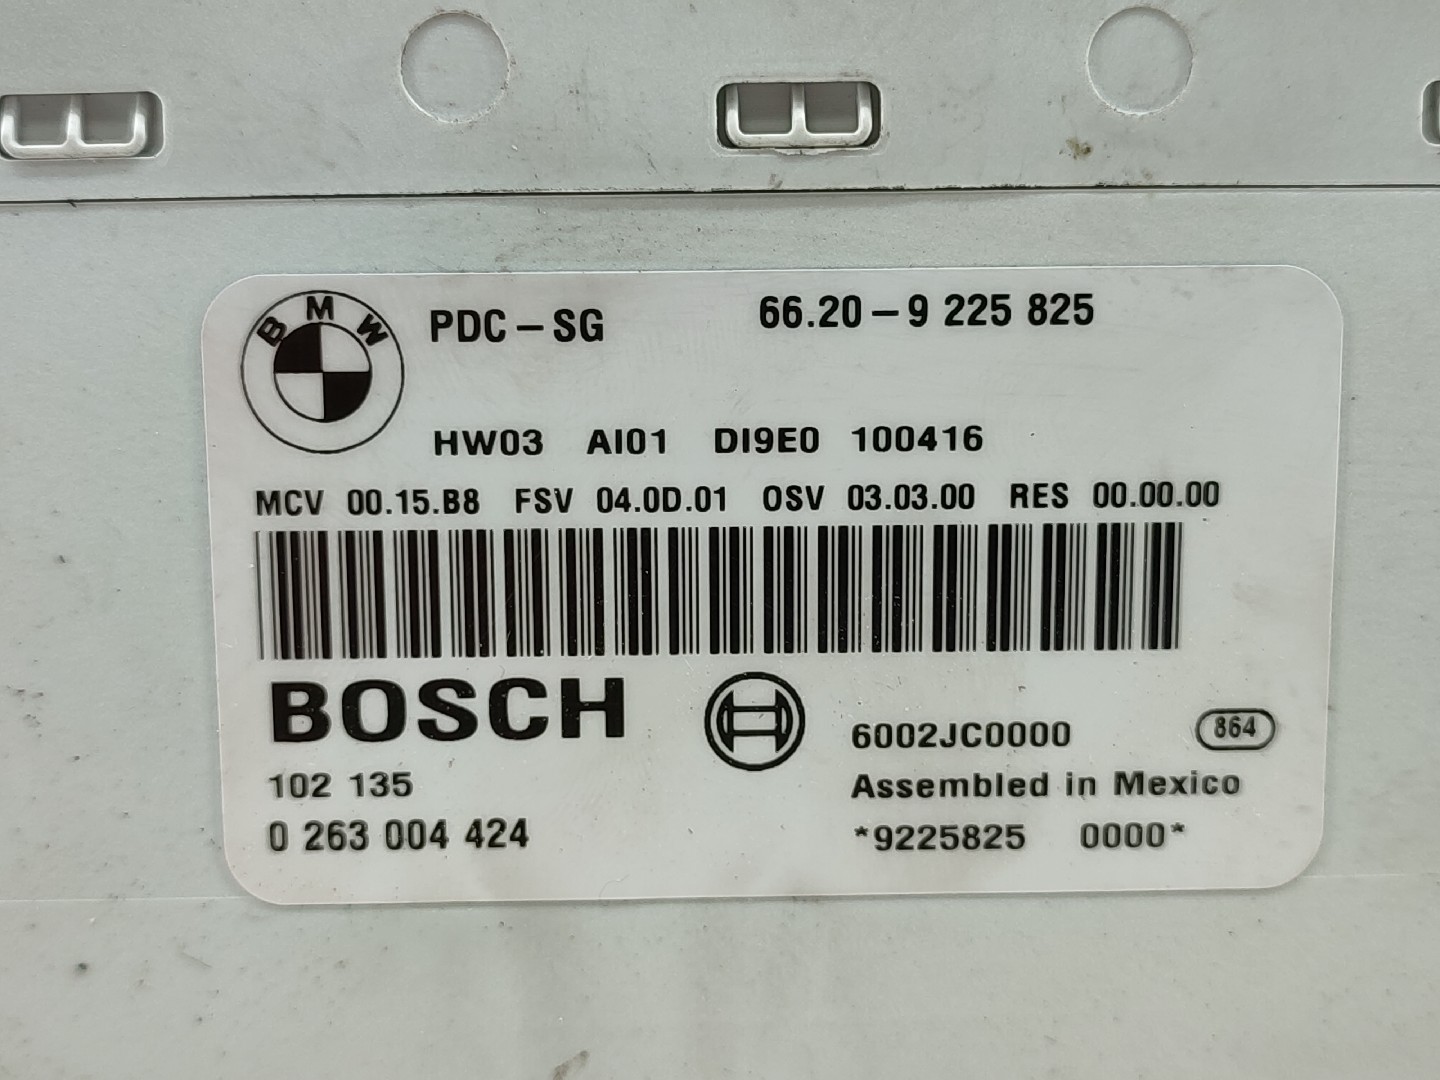 BMW
PDC-SG 66.20-9 225 825
HW03 AI01 DI9E0 100416
MCV 00.15.B8 FSV 04.0D.01 OSV 03.03.00 RES 00.00.00
BOSCH
6002JC0000 864
102 135 Assembled in Mexico
0 263 004 424 *9225825 0000*